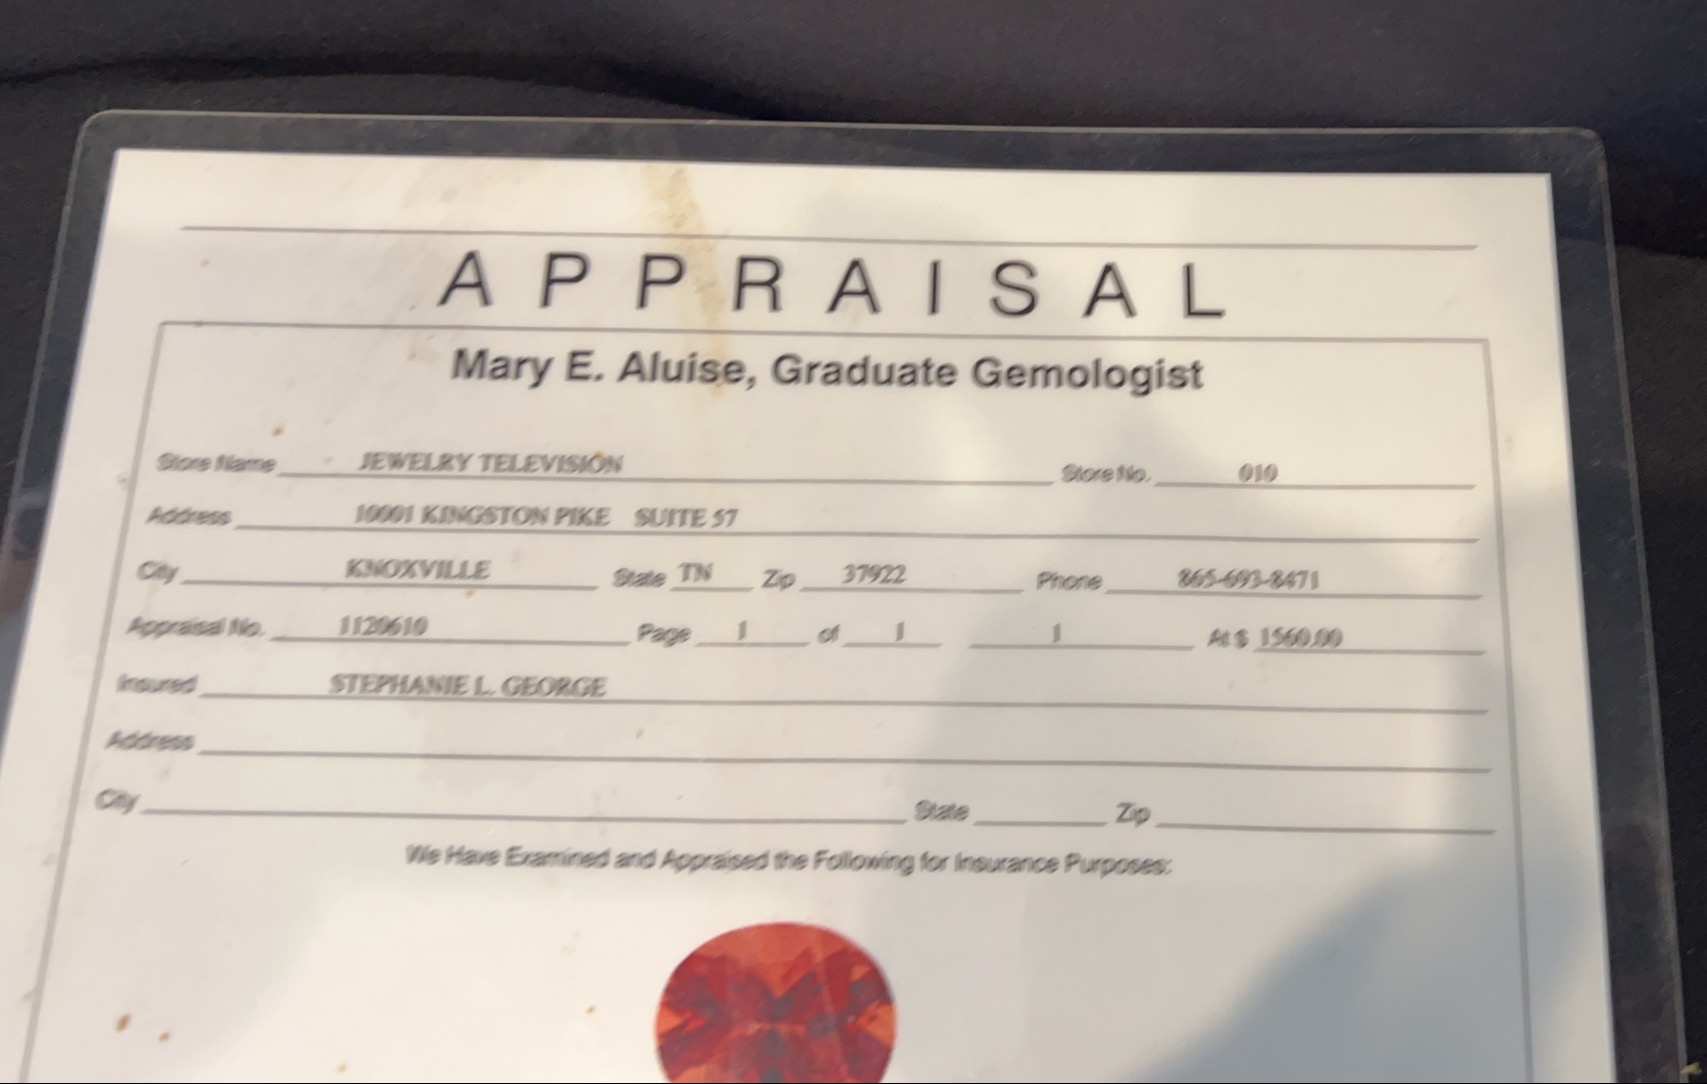 APPRAISAL
Mary E. Aluise, Graduate Gemologist
Store Name JEWELRY TELEVISION Store No. 010
Address 10001 KINGSTON PIKE SUITE 57
City KNOXVILLE State TN Zip 37922 Phone 865-693-8471
Appraisal No. 1120610 Page 1 of 1 1 At $ 1560.00
Insured STEPHANIE L. GEORGE
Address
City State Zip
We Have Examined and Appraised the Following for Insurance Purposes: